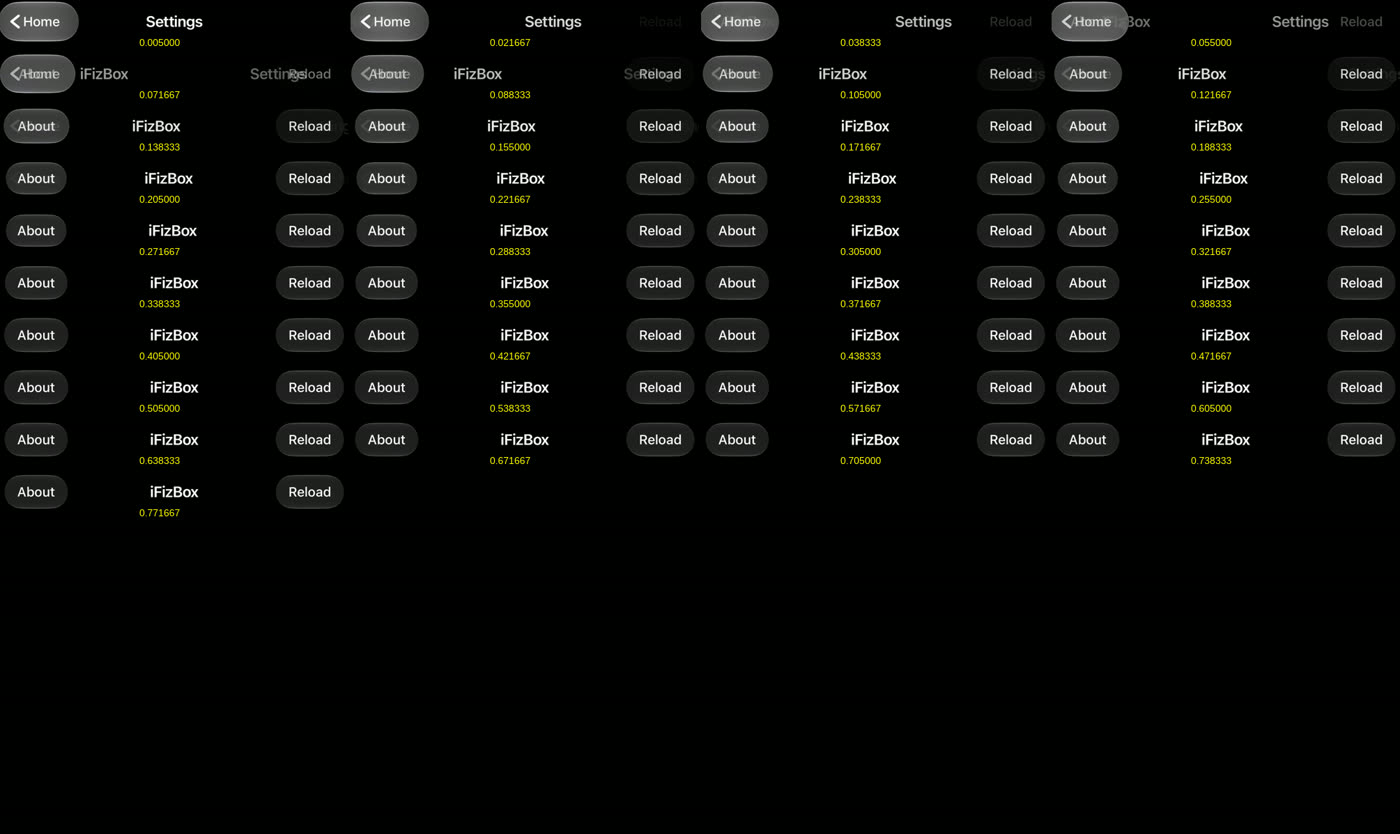 Home Settings Home Settings Reload Home Settings Reload Home iFizBox Settings Reload
0.005000 0.021667 0.038333 0.055000
Home About iFizBox Settings Reload About iFizBox Settings Reload About iFizBox Reload About iFizBox Reload
0.071667 0.088333 0.105000 0.121667
About iFizBox Reload About iFizBox Reload About iFizBox Reload About iFizBox Reload
0.138333 0.155000 0.171667 0.188333
About iFizBox Reload About iFizBox Reload About iFizBox Reload About iFizBox Reload
0.205000 0.221667 0.238333 0.255000
About iFizBox Reload About iFizBox Reload About iFizBox Reload About iFizBox Reload
0.271667 0.288333 0.305000 0.321667
About iFizBox Reload About iFizBox Reload About iFizBox Reload About iFizBox Reload
0.338333 0.355000 0.371667 0.388333
About iFizBox Reload About iFizBox Reload About iFizBox Reload About iFizBox Reload
0.405000 0.421667 0.438333 0.471667
About iFizBox Reload About iFizBox Reload About iFizBox Reload About iFizBox Reload
0.505000 0.538333 0.571667 0.605000
About iFizBox Reload About iFizBox Reload About iFizBox Reload About iFizBox Reload
0.638333 0.671667 0.705000 0.738333
About iFizBox Reload
0.771667